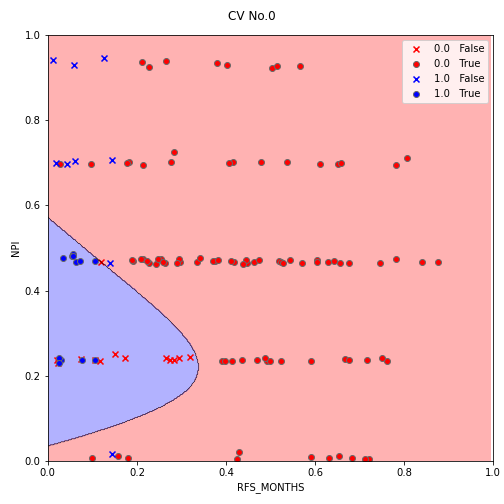 CV No.0
0.0 False
0.0 True
1.0 False
1.0 True
1.0
0.8
0.6
0.4
0.2
0.0
NPI
0.0 0.2 0.4 0.6 0.8 1.0
RFS_MONTHS